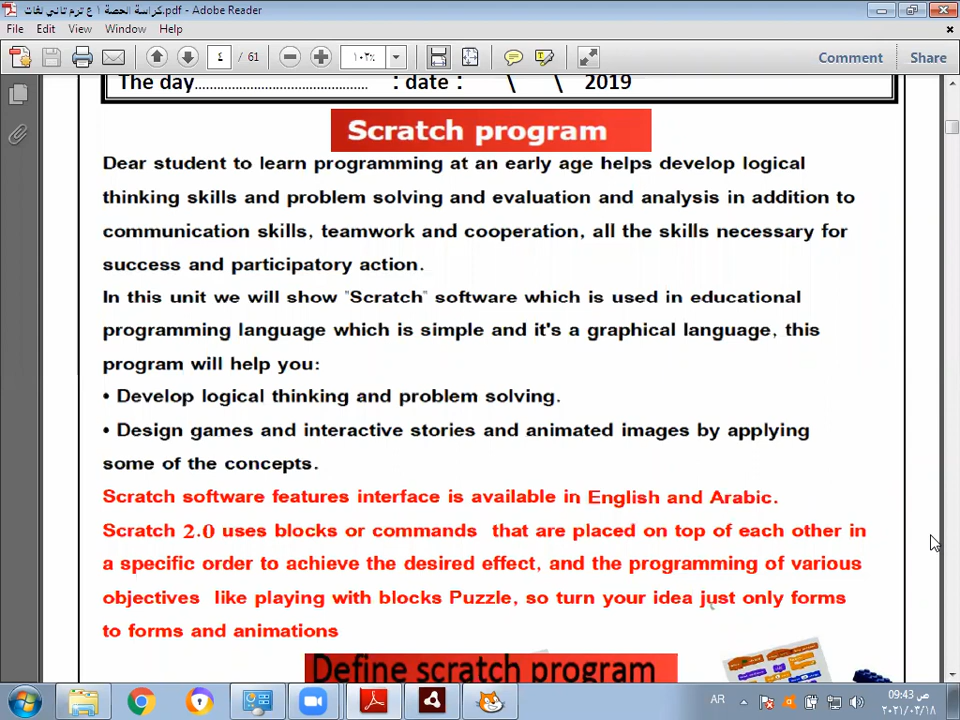 كراسة الحصة ١ ع ترم تاني لغات.pdf - Adobe Reader
File Edit View Window Help
٤ / 61 ١٠٢٪ Comment Share
The day............................................. : date : \ \ 2019
Scratch program
Dear student to learn programming at an early age helps develop logical
thinking skills and problem solving and evaluation and analysis in addition to
communication skills, teamwork and cooperation, all the skills necessary for
success and participatory action.
In this unit we will show "Scratch" software which is used in educational
programming language which is simple and it's a graphical language, this
program will help you:
• Develop logical thinking and problem solving.
• Design games and interactive stories and animated images by applying
some of the concepts.
Scratch software features interface is available in English and Arabic.
Scratch 2.0 uses blocks or commands that are placed on top of each other in
a specific order to achieve the desired effect, and the programming of various
objectives like playing with blocks Puzzle, so turn your idea just only forms
to forms and animations
Define scratch program
AR
09:43 ص
٢٠٢١/٠٣/١٨